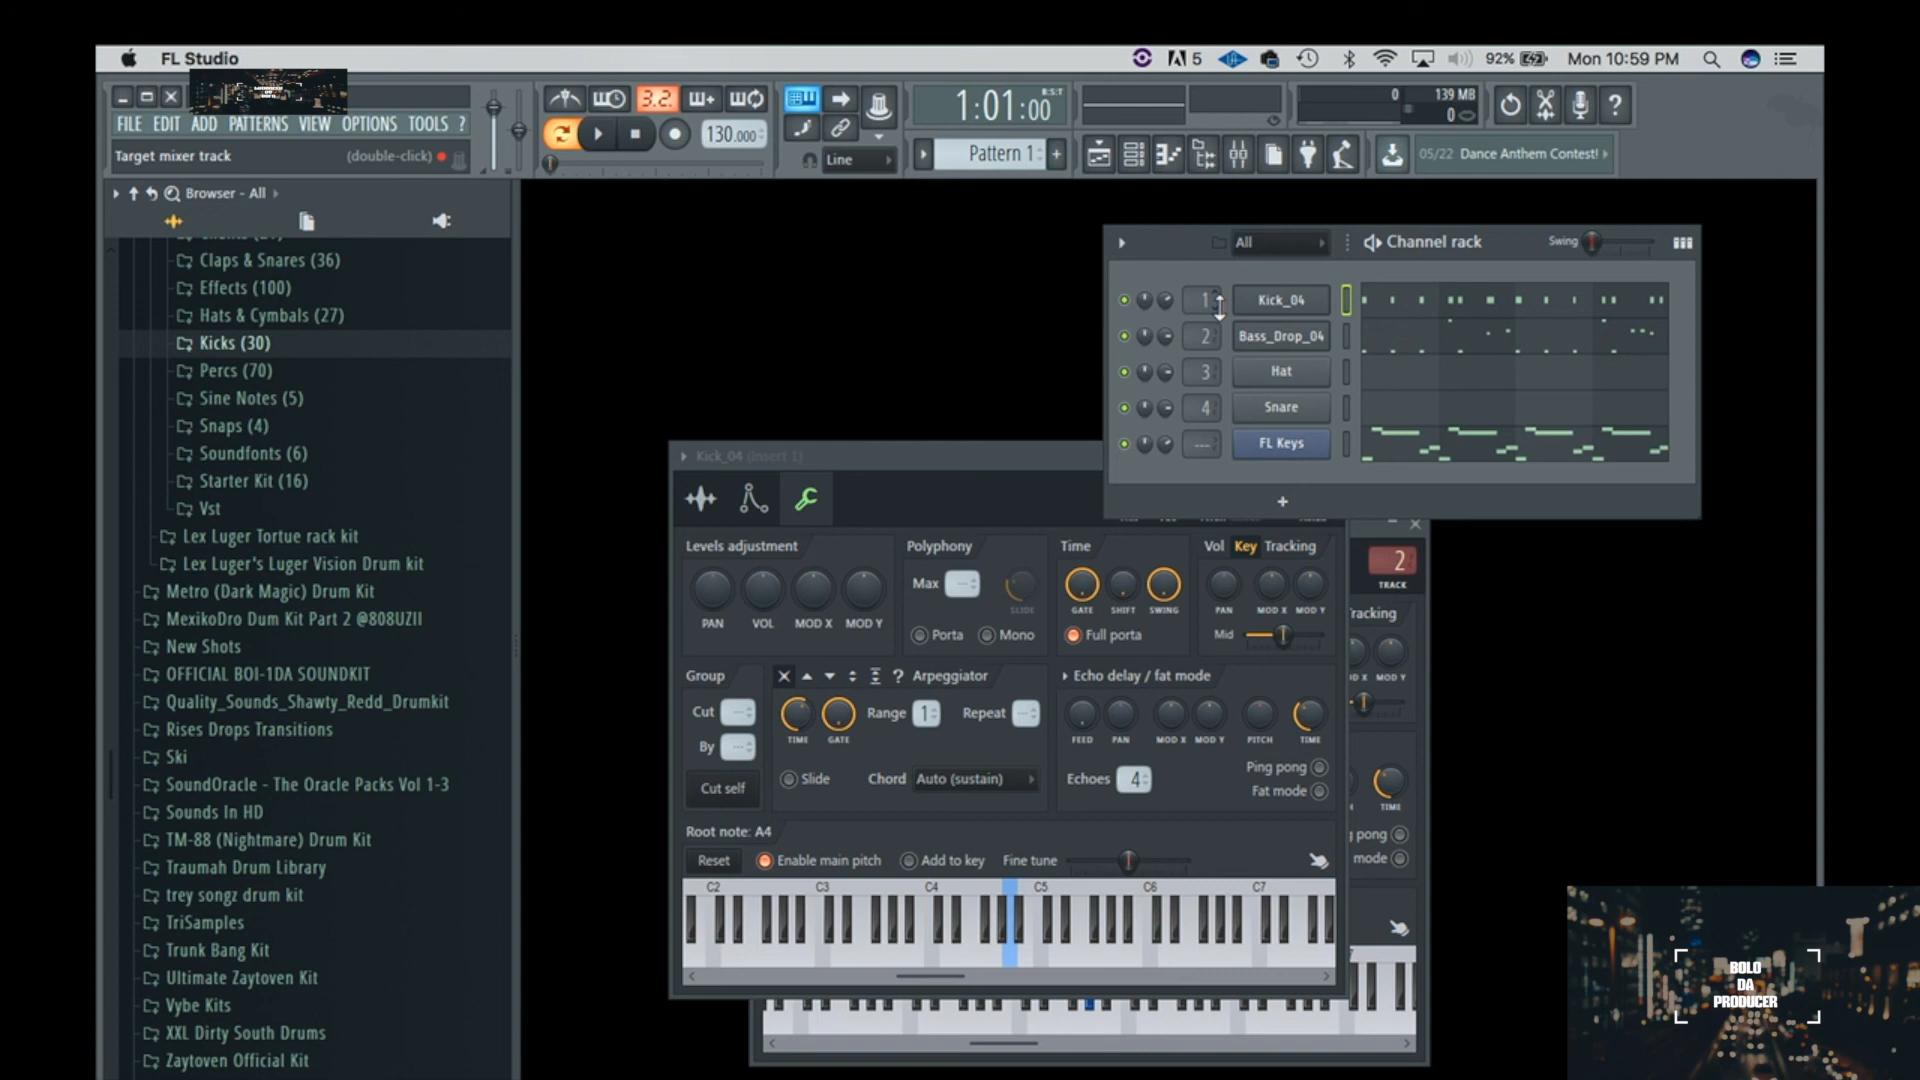 FL Studio
5
92%
Mon 10:59 PM
FILE EDIT ADD PATTERNS VIEW OPTIONS TOOLS ?
Target mixer track (double-click)
3.2.
130.000
Line
1:01:00
B:S:T
Pattern 1
+
0
139 MB
0
?
05/22 Dance Anthem Contest!
Browser - All
Claps & Snares (36)
Effects (100)
Hats & Cymbals (27)
Kicks (30)
Percs (70)
Sine Notes (5)
Snaps (4)
Soundfonts (6)
Starter Kit (16)
Vst
Lex Luger Tortue rack kit
Lex Luger's Luger Vision Drum kit
Metro (Dark Magic) Drum Kit
MexikoDro Dum Kit Part 2 @808UZII
New Shots
OFFICIAL BOI-1DA SOUNDKIT
Quality_Sounds_Shawty_Redd_Drumkit
Rises Drops Transitions
Ski
SoundOracle - The Oracle Packs Vol 1-3
Sounds In HD
TM-88 (Nightmare) Drum Kit
Traumah Drum Library
trey songz drum kit
TriSamples
Trunk Bang Kit
Ultimate Zaytoven Kit
Vybe Kits
XXL Dirty South Drums
Zaytoven Official Kit
All
Channel rack
Swing
1 Kick_04
2 Bass_Drop_04
3 Hat
4 Snare
--- FL Keys
+
Kick_04 (Insert 1)
Levels adjustment
PAN VOL MOD X MOD Y
Polyphony
Max ---
SLIDE
Porta Mono
Time
GATE SHIFT SWING
Full porta
Vol Key Tracking
PAN MOD X MOD Y
Mid
Group
Cut ---
By ---
Cut self
? Arpeggiator
TIME GATE
Range 1 Repeat ---
Slide
Chord Auto (sustain)
Echo delay / fat mode
FEED PAN MOD X MOD Y PITCH TIME
Echoes 4
Ping pong
Fat mode
Root note: A4
Reset Enable main pitch Add to key Fine tune
C2 C3 C4 C5 C6 C7
2
TRACK
racking
MOD Y
TIME
pong
mode
BOLO
DA
PRODUCER